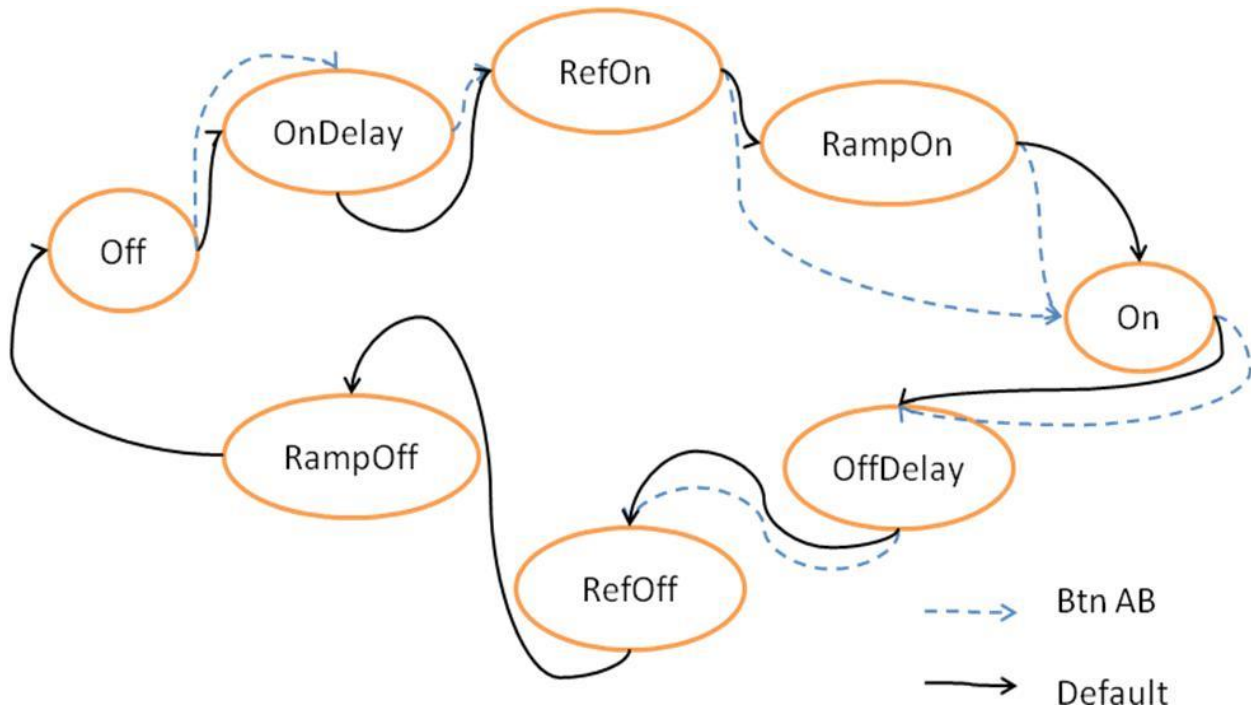 RefOn
OnDelay
RampOn
Off
On
RampOff
OffDelay
RefOff
Btn AB
Default